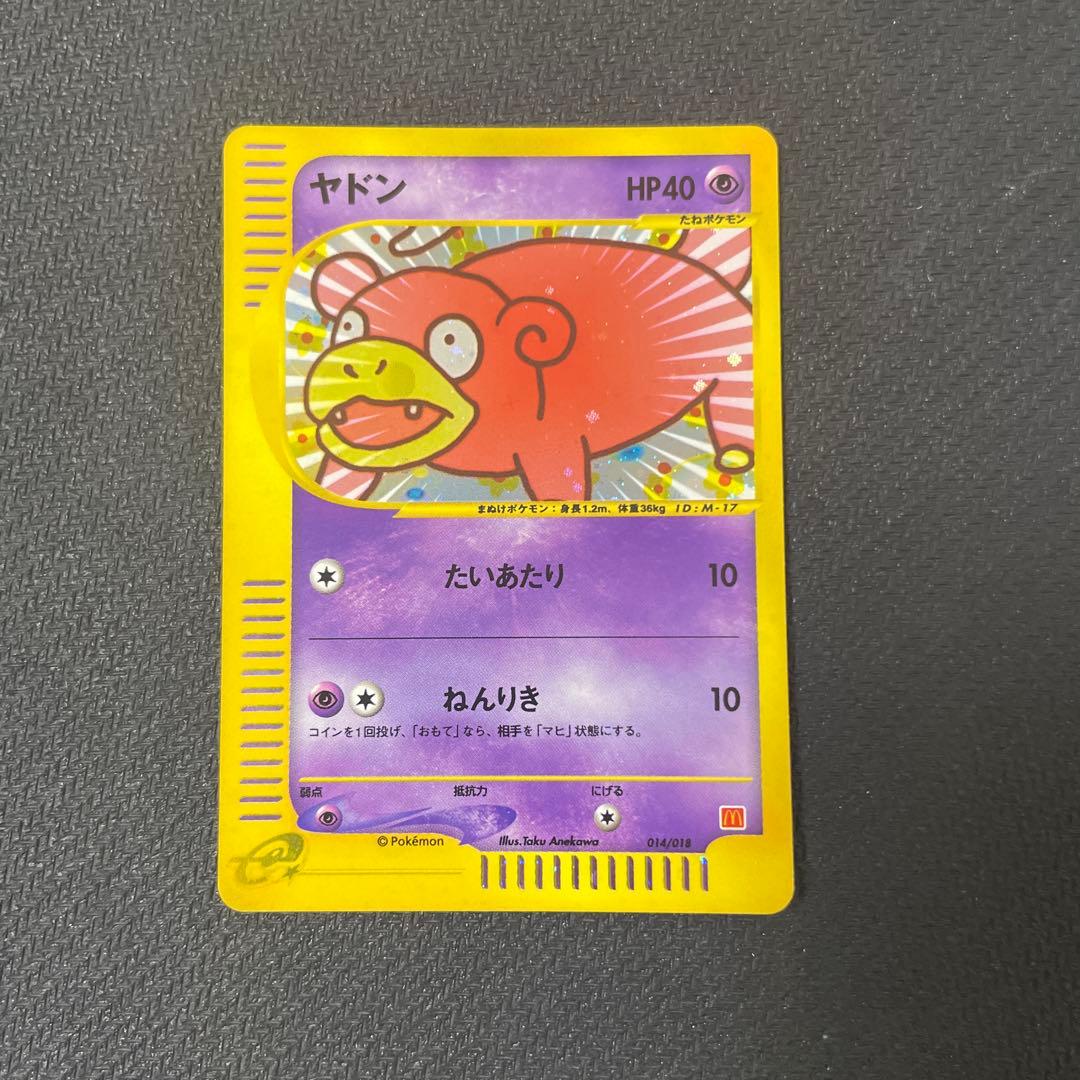 ヤドン HP40
たねポケモン
まぬけポケモン：身長1.2m、体重36kg ID:M-17
たいあたり 10
ねんりき 10
コインを1回投げ、「おもて」なら、相手を「マヒ」状態にする。
弱点 抵抗力 にげる
© Pokémon Illus.Taku Anekawa 014/018